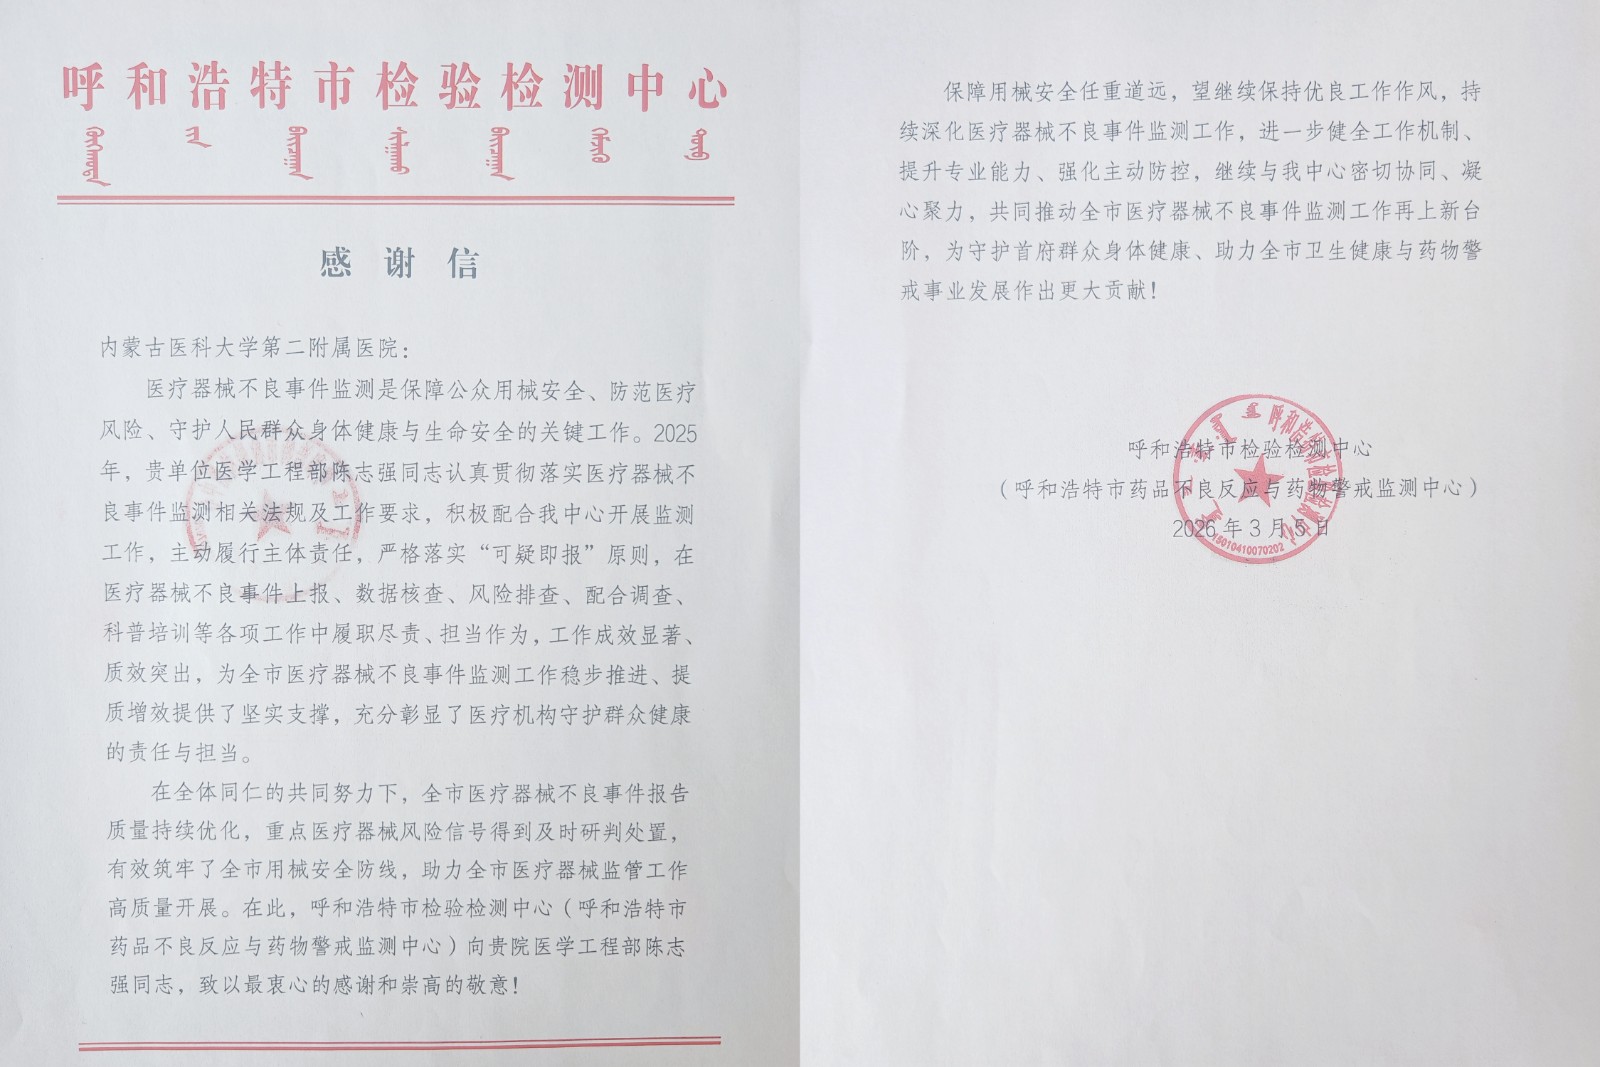 呼和浩特市检验检测中心
感谢信
内蒙古医科大学第二附属医院：
医疗器械不良事件监测是保障公众用械安全、防范医疗
风险、守护人民群众身体健康与生命安全的关键工作。2025
年，贵单位医学工程部陈志强同志认真贯彻落实医疗器械不
良事件监测相关法规及工作要求，积极配合我中心开展监测
工作，主动履行主体责任，严格落实“可疑即报”原则，在
医疗器械不良事件上报、数据核查、风险排查、配合调查、
科普培训等各项工作中履职尽责、担当作为，工作成效显著、
质效突出，为全市医疗器械不良事件监测工作稳步推进、提
质增效提供了坚实支撑，充分彰显了医疗机构守护群众健康
的责任与担当。
在全体同仁的共同努力下，全市医疗器械不良事件报告
质量持续优化，重点医疗器械风险信号得到及时研判处置，
有效筑牢了全市用械安全防线，助力全市医疗器械监管工作
高质量开展。在此，呼和浩特市检验检测中心（呼和浩特市
药品不良反应与药物警戒监测中心）向贵院医学工程部陈志
强同志，致以最衷心的感谢和崇高的敬意！
保障用械安全任重道远，望继续保持优良工作作风，持
续深化医疗器械不良事件监测工作，进一步健全工作机制、
提升专业能力、强化主动防控，继续与我中心密切协同、凝
心聚力，共同推动全市医疗器械不良事件监测工作再上新台
阶，为守护首府群众身体健康、助力全市卫生健康与药物警
戒事业发展作出更大贡献！
呼和浩特市检验检测中心
（呼和浩特市药品不良反应与药物警戒监测中心）
2026年3月5日
呼和浩特市检验检测中心
15010410070202